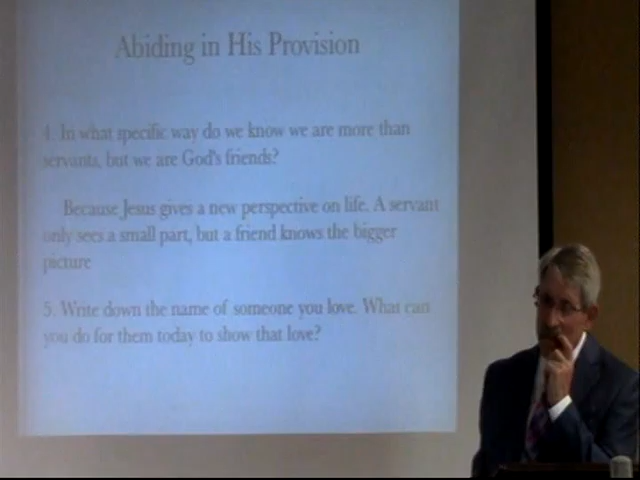 Abiding in His Provision
4. In what specific way do we know we are more than
servants, but we are God's friends?
Because Jesus gives a new perspective on life. A servant
only sees a small part, but a friend knows the bigger
picture
5. Write down the name of someone you love. What can
you do for them today to show that love?